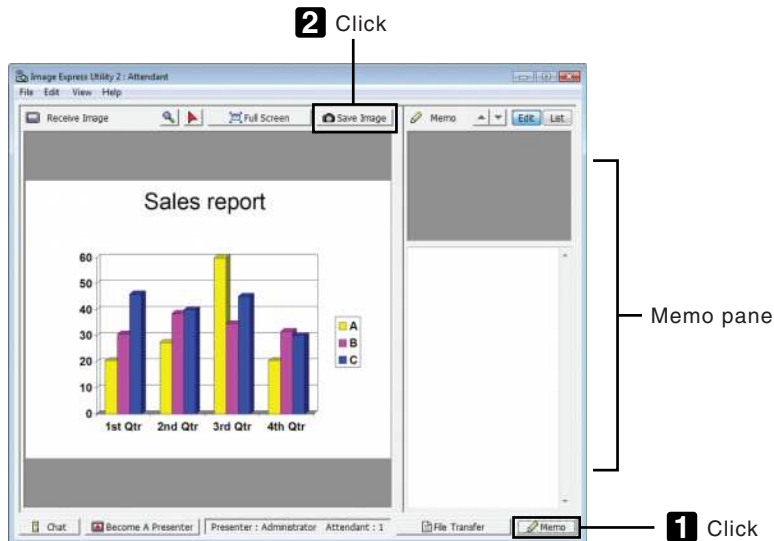 2 Click
Image Express Utility 2 : Attendant
File Edit View Help
Receive Image Full Screen Save Image Memo Edit List
Sales report
60
50
40
30
20
10
0
A
B
C
1st Qtr 2nd Qtr 3rd Qtr 4th Qtr
Memo pane
Chat Become A Presenter Presenter : Administrator Attendant : 1 File Transfer Memo
1 Click